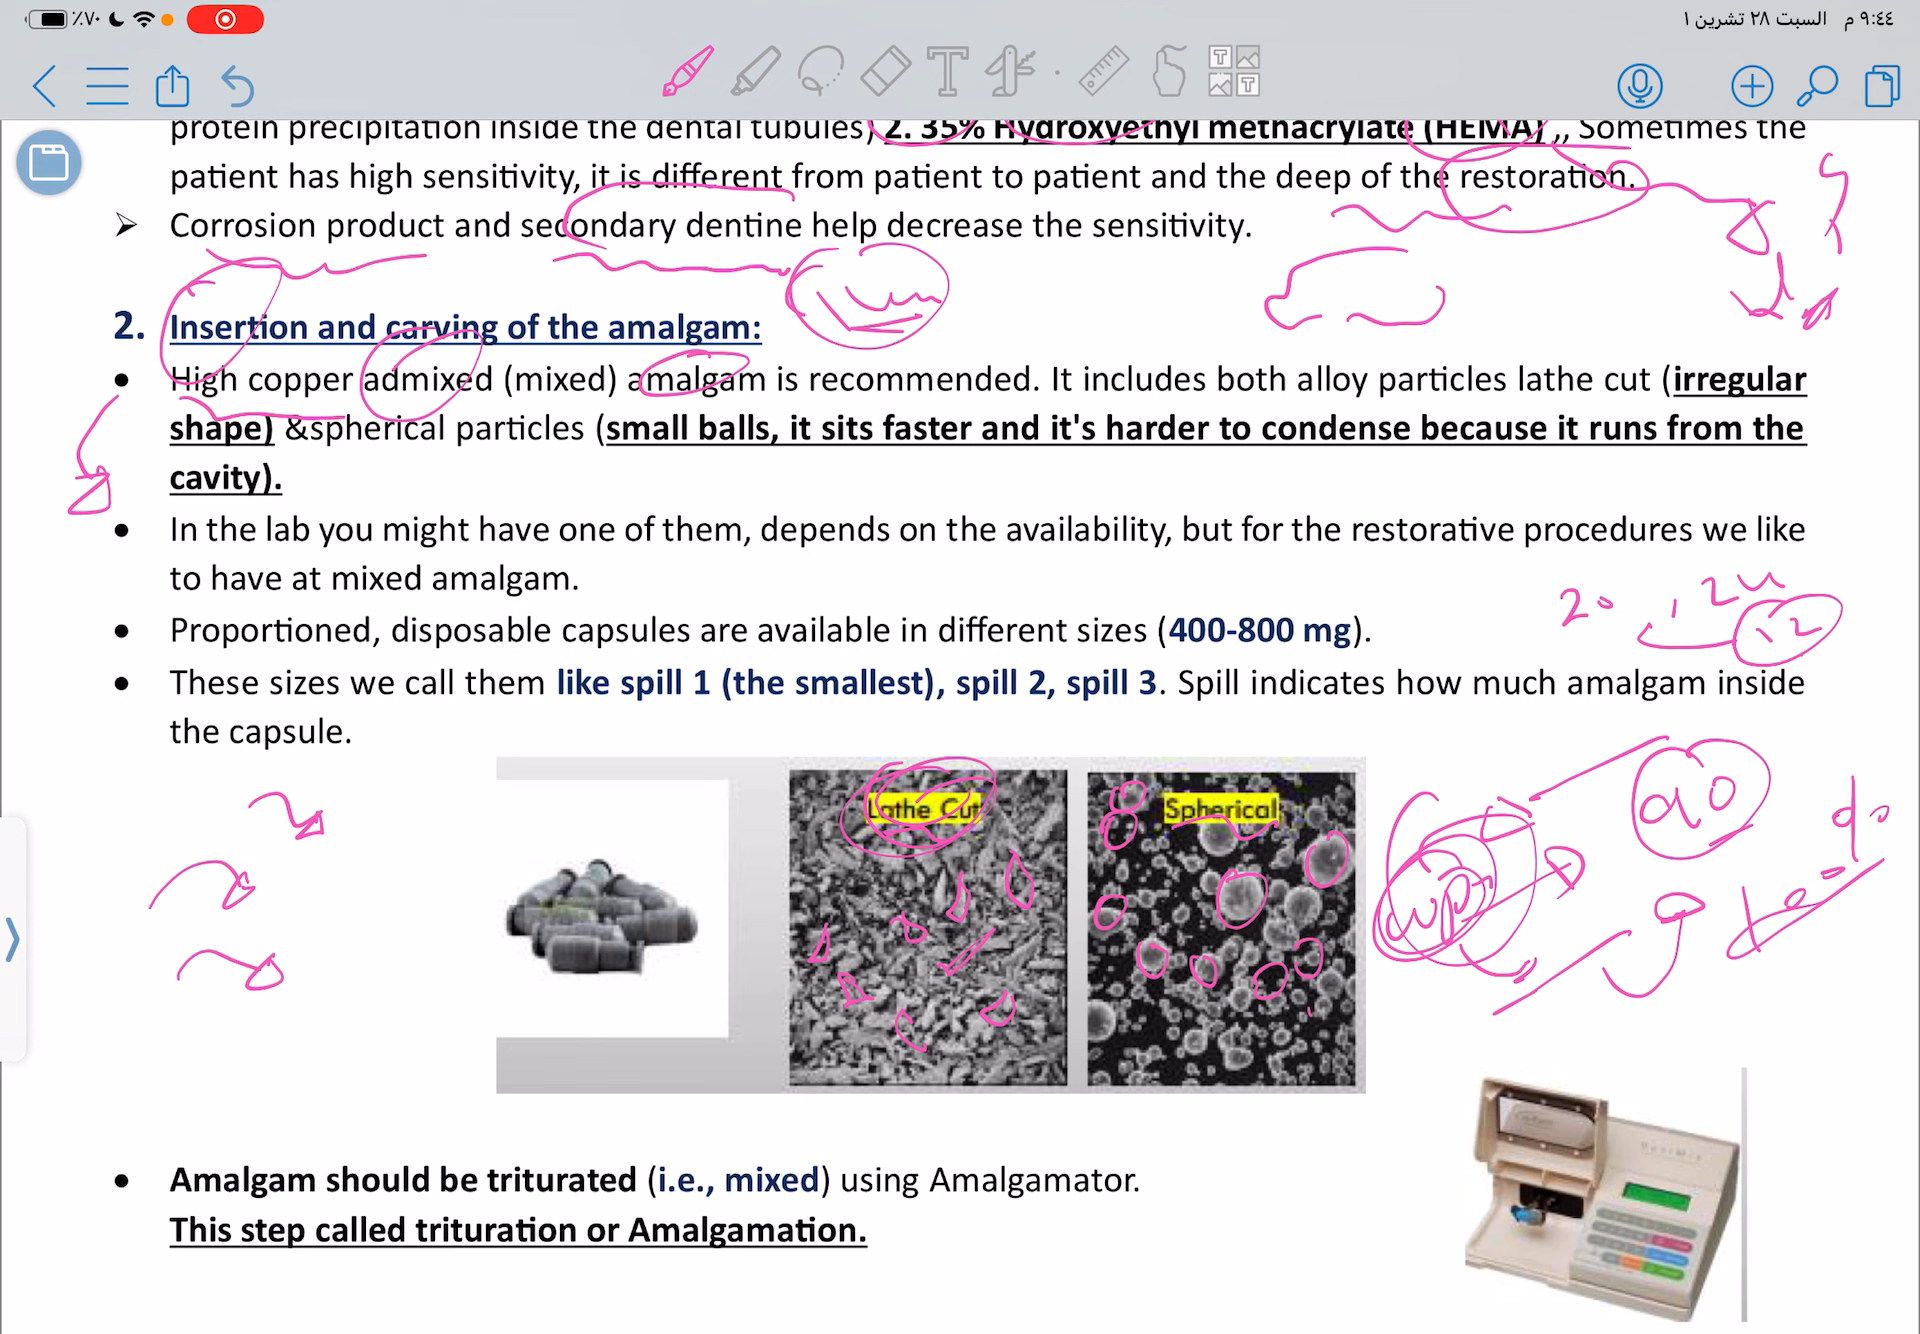 ٪٧٠
٩:٤٤ م السبت ٢٨ تشرين ١
protein precipitation inside the dental tubules) 2. 35% Hydroxyethyl methacrylate (HEMA) ,, Sometimes the
patient has high sensitivity, it is different from patient to patient and the deep of the restoration.
➢ Corrosion product and secondary dentine help decrease the sensitivity.
2. Insertion and carving of the amalgam:
• High copper admixed (mixed) amalgam is recommended. It includes both alloy particles lathe cut (irregular
shape) &spherical particles (small balls, it sits faster and it's harder to condense because it runs from the
cavity).
• In the lab you might have one of them, depends on the availability, but for the restorative procedures we like
to have at mixed amalgam.
20 24
12
• Proportioned, disposable capsules are available in different sizes (400-800 mg).
• These sizes we call them like spill 1 (the smallest), spill 2, spill 3. Spill indicates how much amalgam inside
the capsule.
Lathe Cut
Spherical
• Amalgam should be triturated (i.e., mixed) using Amalgamator.
This step called trituration or Amalgamation.